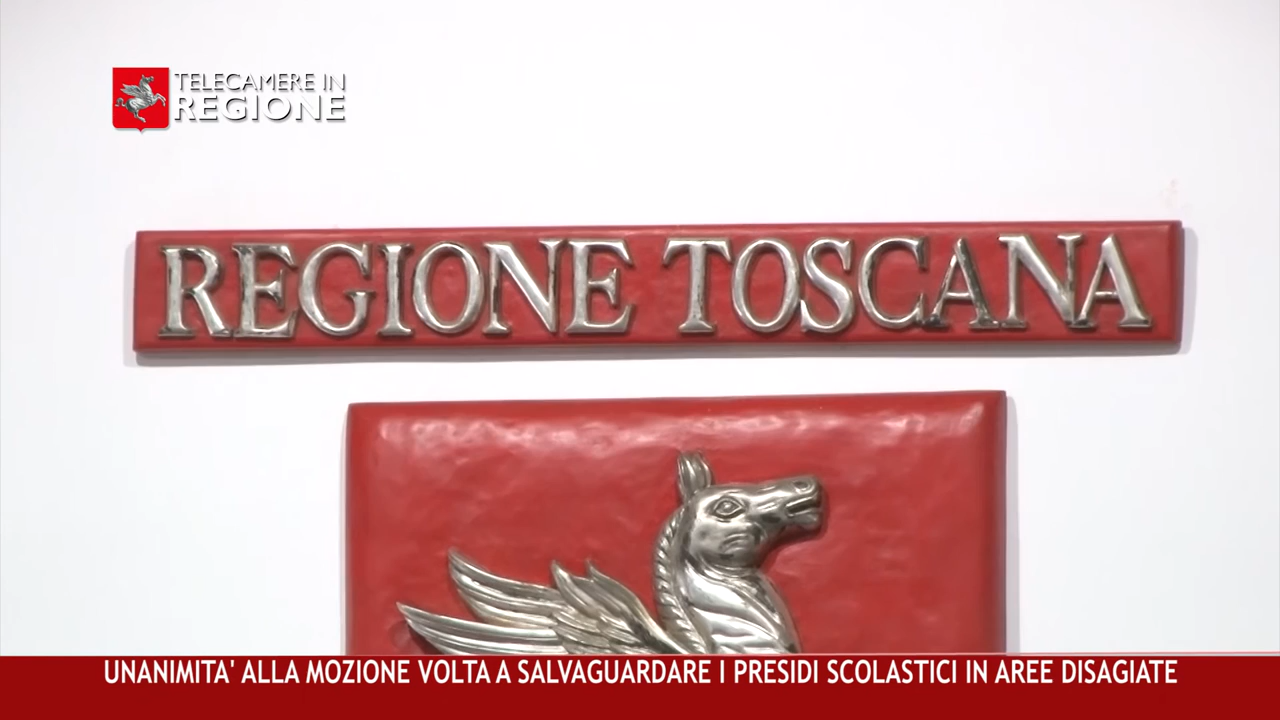 TELECAMERE IN
REGIONE
REGIONE TOSCANA
UNANIMITA' ALLA MOZIONE VOLTA A SALVAGUARDARE I PRESIDI SCOLASTICI IN AREE DISAGIATE